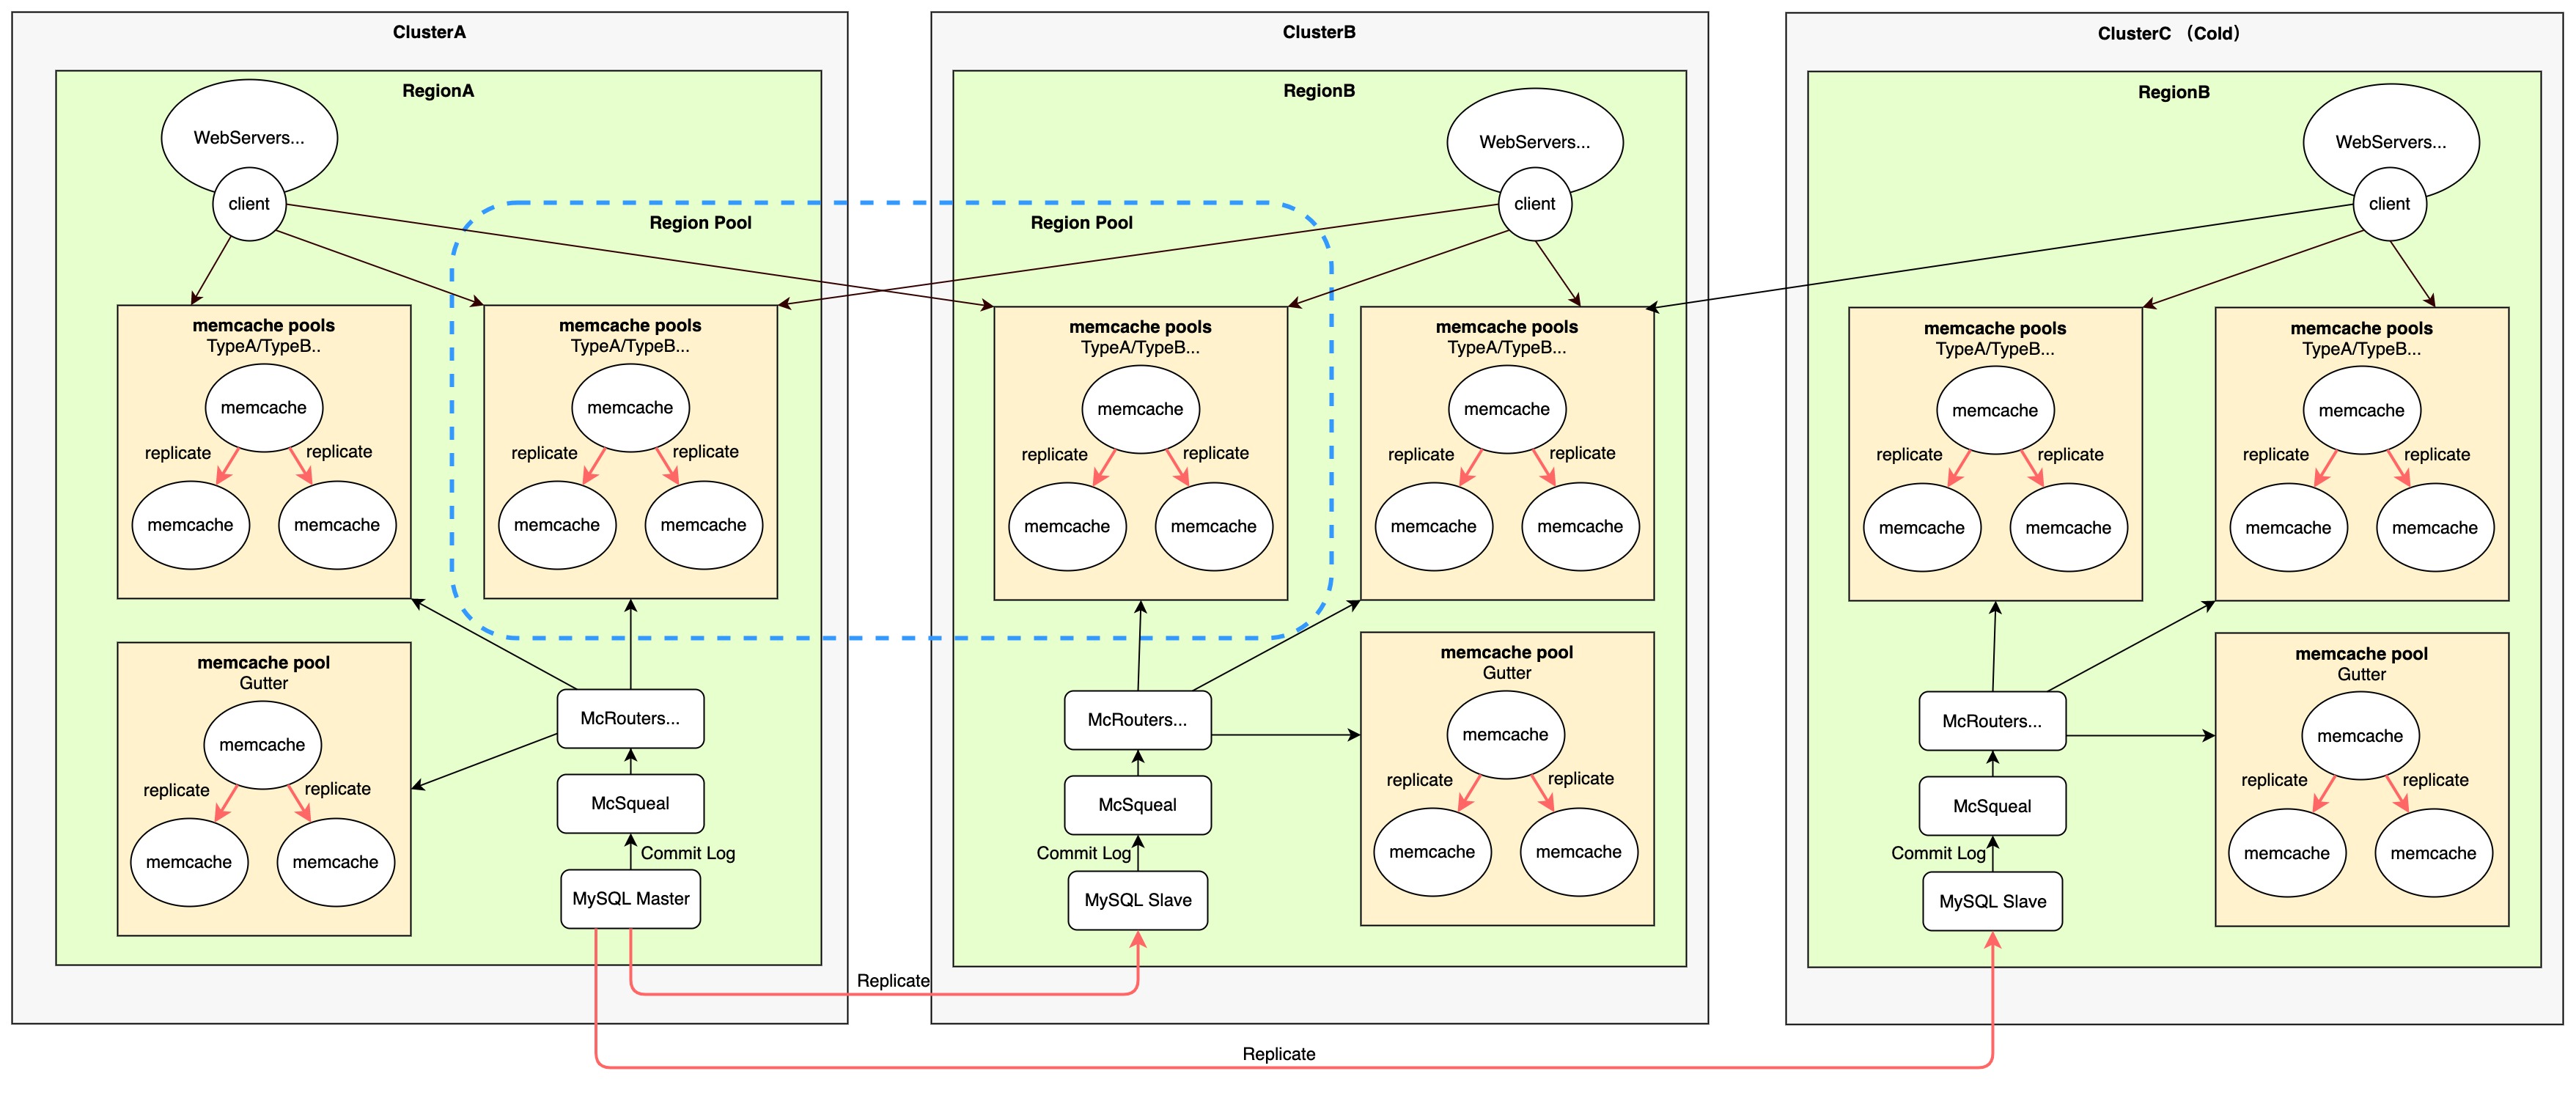 ClusterA
RegionA
WebServers...
client
Region Pool
memcache pools
TypeA/TypeB..
memcache
replicate
replicate
memcache
memcache
memcache pools
TypeA/TypeB...
memcache
replicate
replicate
memcache
memcache
memcache pool
Gutter
memcache
replicate
replicate
memcache
memcache
McRouters...
McSqueal
Commit Log
MySQL Master
Replicate
ClusterB
RegionB
WebServers...
client
Region Pool
memcache pools
TypeA/TypeB...
memcache
replicate
replicate
memcache
memcache
memcache pools
TypeA/TypeB...
memcache
replicate
replicate
memcache
memcache
McRouters...
McSqueal
Commit Log
MySQL Slave
memcache pool
Gutter
memcache
replicate
replicate
memcache
memcache
Replicate
ClusterC （Cold）
RegionB
WebServers...
client
memcache pools
TypeA/TypeB...
memcache
replicate
replicate
memcache
memcache
memcache pools
TypeA/TypeB...
memcache
replicate
replicate
memcache
memcache
McRouters...
McSqueal
Commit Log
MySQL Slave
memcache pool
Gutter
memcache
replicate
replicate
memcache
memcache